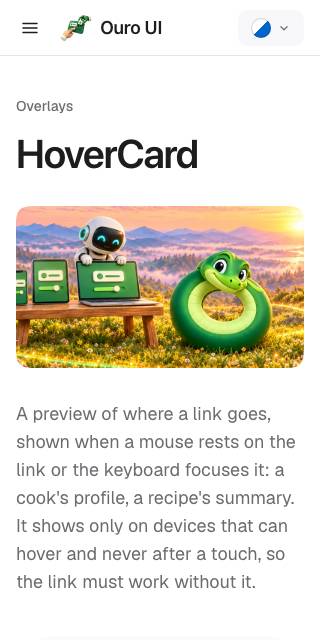 Ouro UI
Overlays
HoverCard
A preview of where a link goes,
shown when a mouse rests on the
link or the keyboard focuses it: a
cook's profile, a recipe's summary.
It shows only on devices that can
hover and never after a touch, so
the link must work without it.